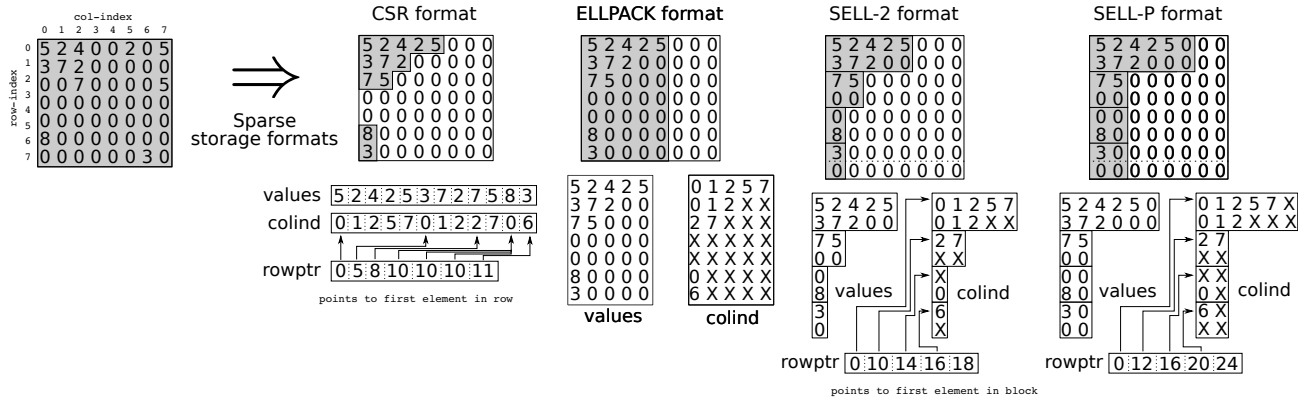 col-index
0 1 2 3 4 5 6 7
row-index
0 1 2 3 4 5 6 7
5 2 4 0 0 2 0 5
3 7 2 0 0 0 0 0
0 0 7 0 0 0 0 5
0 0 0 0 0 0 0 0
0 0 0 0 0 0 0 0
8 0 0 0 0 0 0 0
0 0 0 0 0 0 3 0
Sparse
storage formats
CSR format
5 2 4 2 5 0 0 0
3 7 2 0 0 0 0 0
7 5 0 0 0 0 0 0
0 0 0 0 0 0 0 0
0 0 0 0 0 0 0 0
8 0 0 0 0 0 0 0
3 0 0 0 0 0 0 0
values 5 2 4 2 5 3 7 2 7 5 8 3
colind 0 1 2 5 7 0 1 2 2 7 0 6
rowptr 0 5 8 10 10 10 11
points to first element in row
ELLPACK format
5 2 4 2 5 0 0 0
3 7 2 0 0 0 0 0
7 5 0 0 0 0 0 0
0 0 0 0 0 0 0 0
0 0 0 0 0 0 0 0
8 0 0 0 0 0 0 0
3 0 0 0 0 0 0 0
5 2 4 2 5
3 7 2 0 0
7 5 0 0 0
0 0 0 0 0
0 0 0 0 0
8 0 0 0 0
3 0 0 0 0
values
0 1 2 5 7
0 1 2 X X
2 7 X X X
X X X X X
X X X X X
0 X X X X
6 X X X X
colind
SELL-2 format
5 2 4 2 5 0 0 0
3 7 2 0 0 0 0 0
7 5 0 0 0 0 0 0
0 0 0 0 0 0 0 0
0 0 0 0 0 0 0 0
8 0 0 0 0 0 0 0
3 0 0 0 0 0 0 0
0 0 0 0 0 0 0 0
5 2 4 2 5
3 7 2 0 0
7 5
0 0
0
8
3
0
values
0 1 2 5 7
0 1 2 X X
2 7
X X
X
0
6
X
colind
rowptr 0 10 14 16 18
points to first element in block
SELL-P format
5 2 4 2 5 0 0 0
3 7 2 0 0 0 0 0
7 5 0 0 0 0 0 0
0 0 0 0 0 0 0 0
0 0 0 0 0 0 0 0
8 0 0 0 0 0 0 0
3 0 0 0 0 0 0 0
0 0 0 0 0 0 0 0
5 2 4 2 5 0
3 7 2 0 0 0
7 5
0 0
0 0
8 0
3 0
0 0
values
0 1 2 5 7 X
0 1 2 X X X
2 7
X X
X X
0 X
6 X
X X
colind
rowptr 0 12 16 20 24